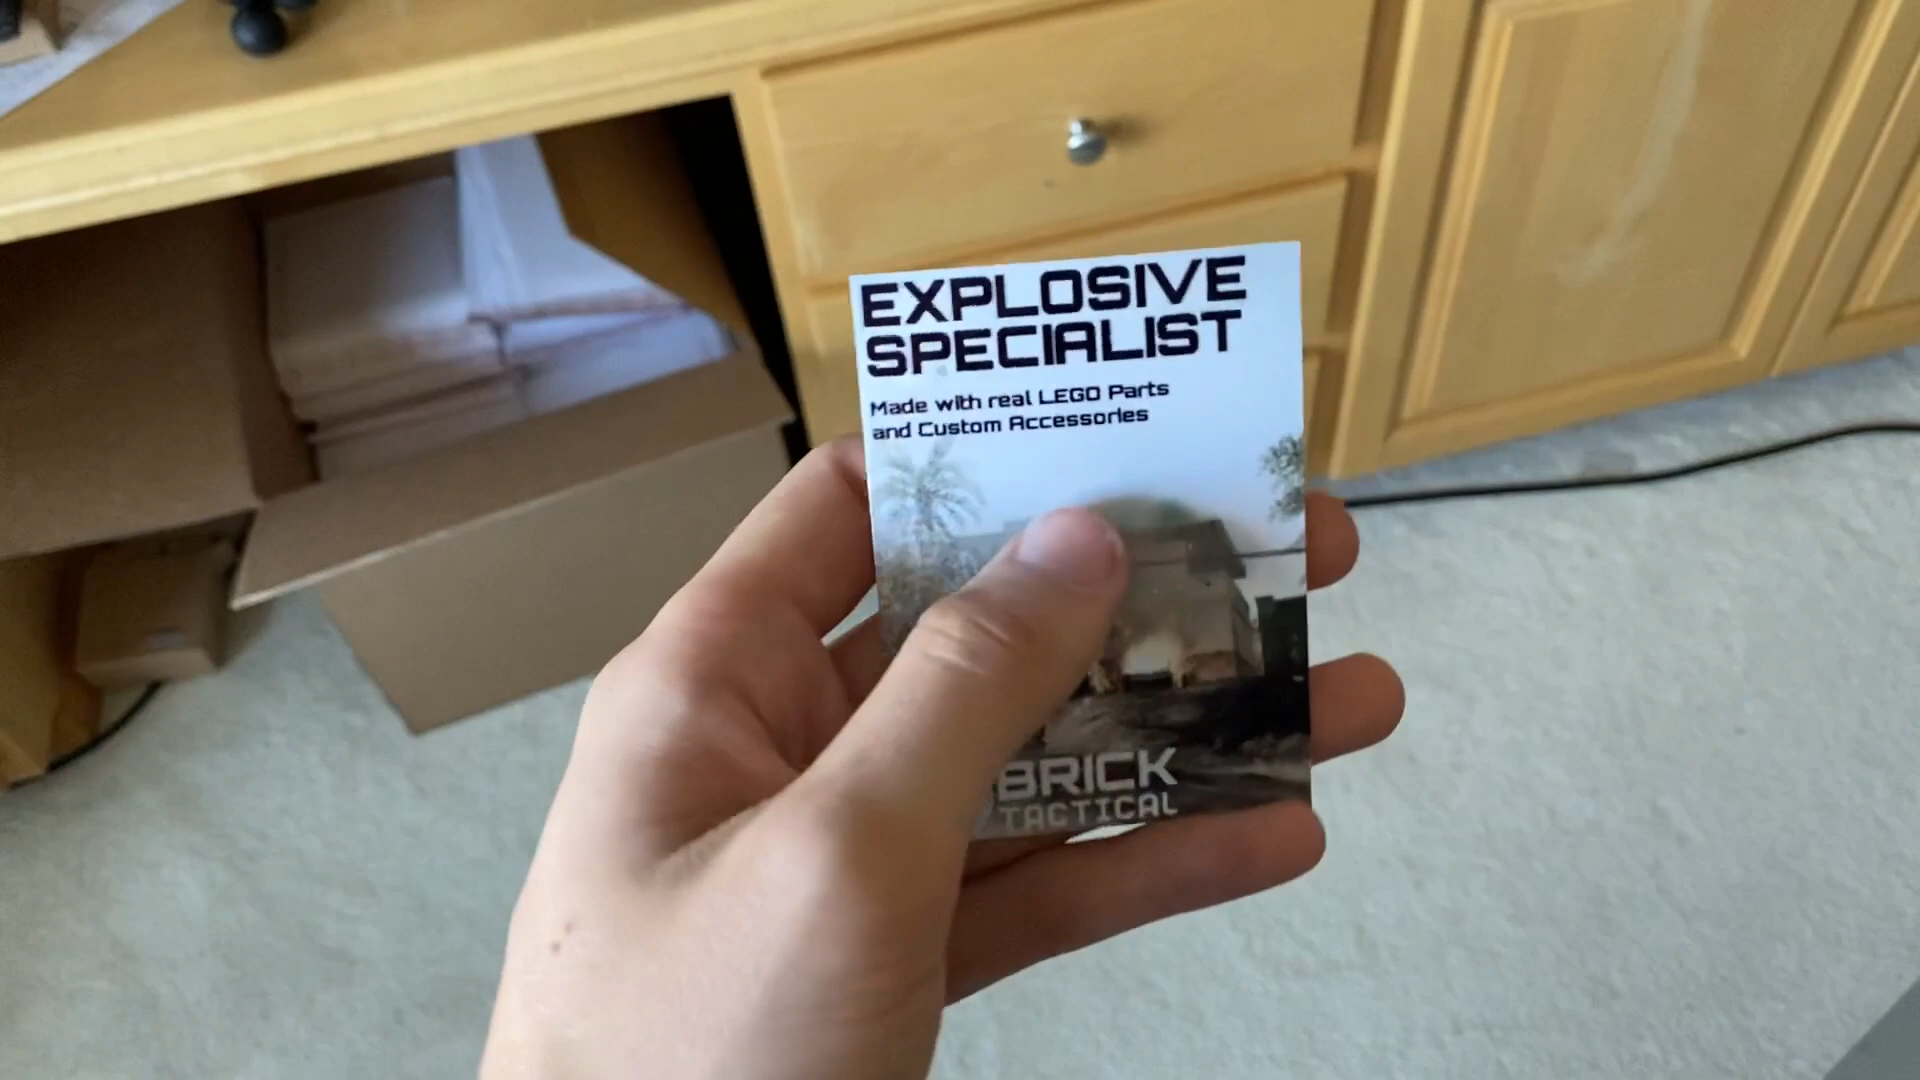 EXPLOSIVE
SPECIALIST
Made with real LEGO Parts
and Custom Accessories
BRICK
TACTICAL